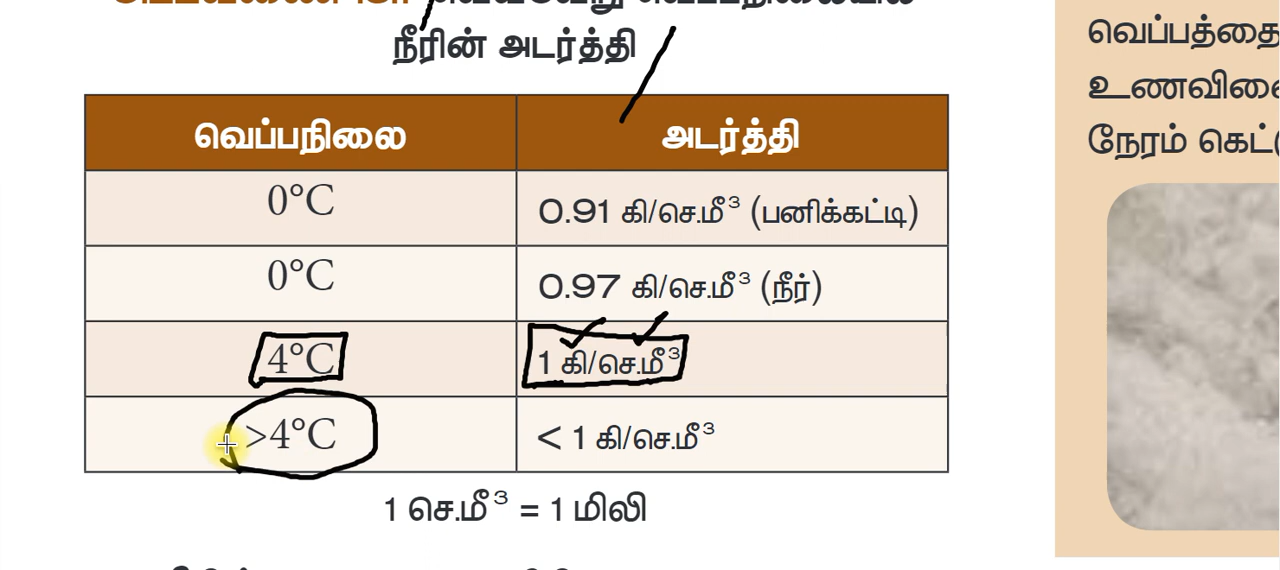 நீரின் அடர்த்தி
வெப்பநிலை அடர்த்தி
0°C 0.91 கி/செ.மீ³ (பனிக்கட்டி)
0°C 0.97 கி/செ.மீ³ (நீர்)
4°C 1 கி/செ.மீ³
>4°C < 1 கி/செ.மீ³
1 செ.மீ³ = 1 மிலி
வெப்பத்தை
நேரம்